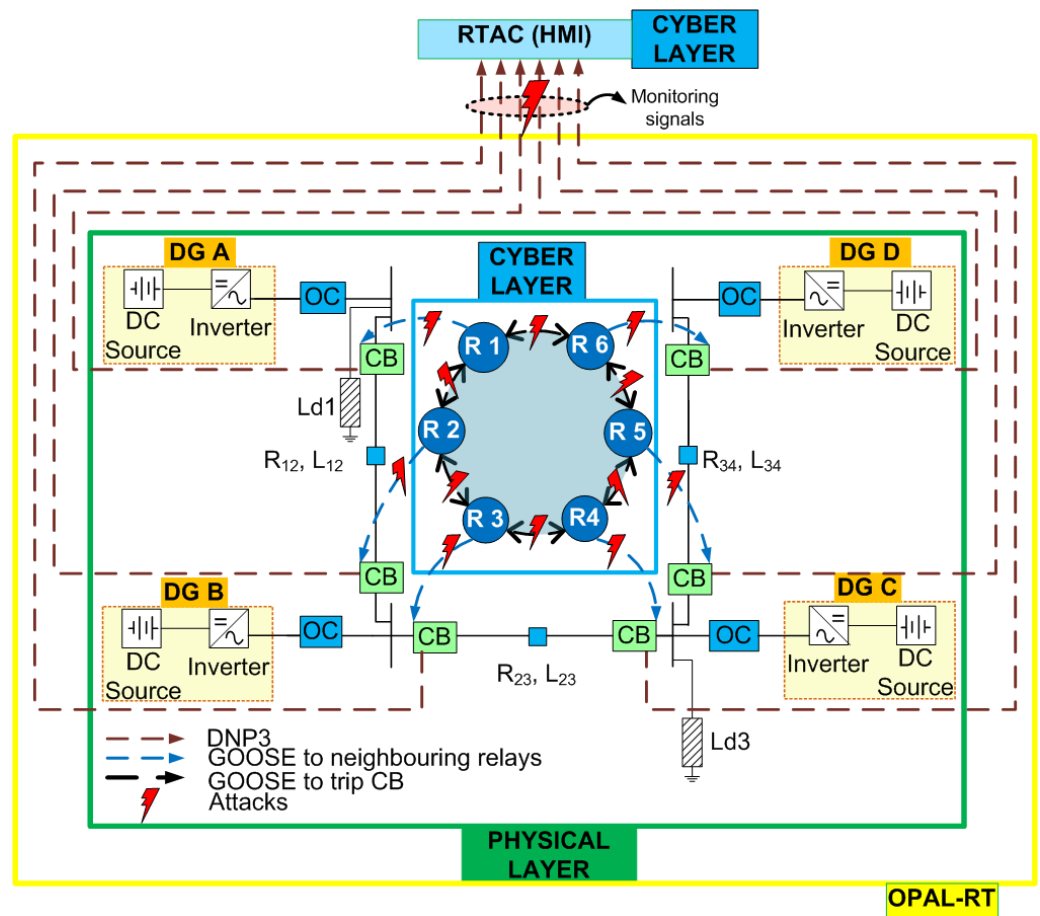 RTAC (HMI)
CYBER
LAYER
Monitoring
signals
DG A
CYBER
LAYER
DG D
DC
Source
Inverter
OC
OC
Inverter
DC
Source
R 1
R 6
CB
CB
Ld1
R 2
R 5
R12, L12
R34, L34
R 3
R4
CB
CB
DG B
DG C
DC
Source
Inverter
OC
CB
R23, L23
CB
OC
Inverter
DC
Source
Ld3
DNP3
GOOSE to neighbouring relays
GOOSE to trip CB
Attacks
PHYSICAL
LAYER
OPAL-RT